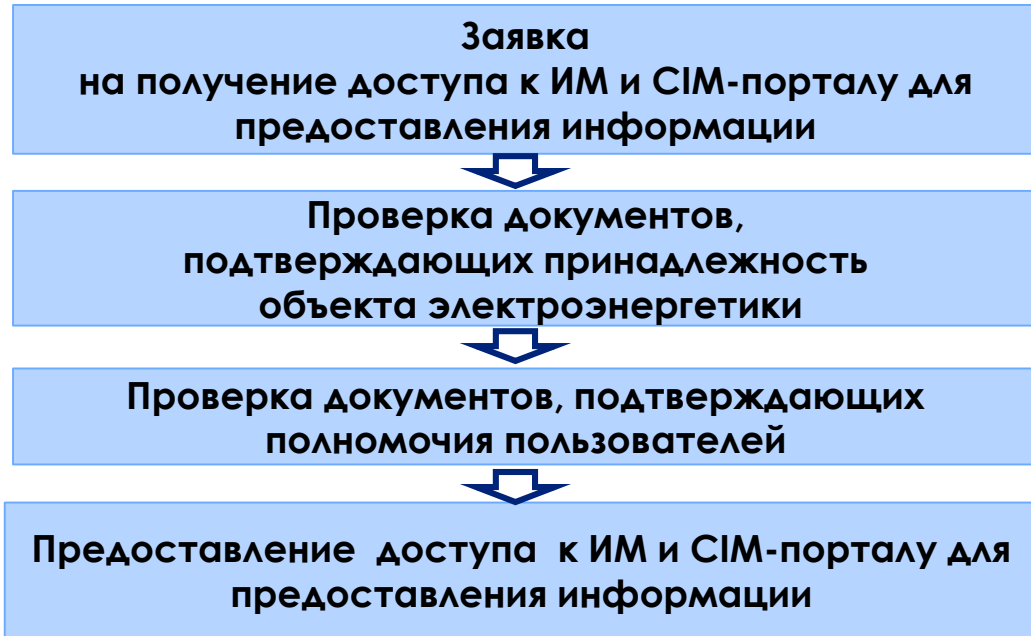 Заявка
на получение доступа к ИМ и CIM-порталу для
предоставления информации
Проверка документов,
подтверждающих принадлежность
объекта электроэнергетики
Проверка документов, подтверждающих
полномочия пользователей
Предоставление доступа к ИМ и CIM-порталу для
предоставления информации